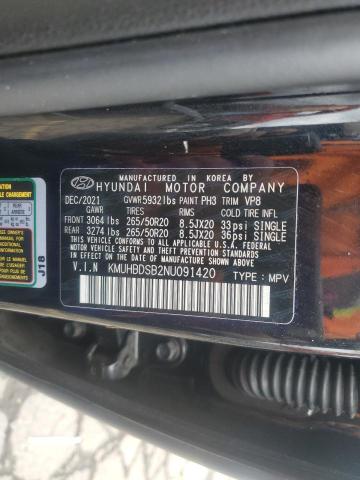 MANUFACTURED IN KOREA BY
HYUNDAI MOTOR COMPANY
DEC/2021 GVWR5932lbs PAINT PH3 TRIM VP8
GAWR TIRES RIMS COLD TIRE INFL
FRONT 3064 lbs 265/50R20 8.5JX20 33psi SINGLE
REAR 3274 lbs 265/50R20 8.5JX20 36psi SINGLE
THIS VEHICLE CONFORMS TO ALL APPLICABLE U.S.A. FEDERAL
MOTOR VEHICLE SAFETY, BUMPER AND THEFT PREVENTION
STANDARDS IN EFFECT ON THE DATE OF MANUFACTURE
SHOWN ABOVE
V.I.N KMUHBDSB2NU091420 TYPE : MPV
J18